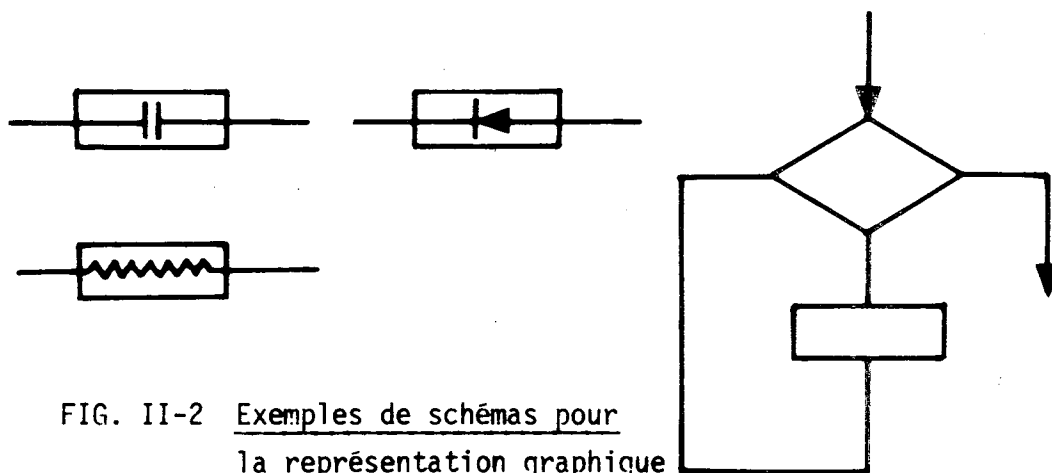 FIG. II-2 Exemples de schémas pour
la représentation graphique